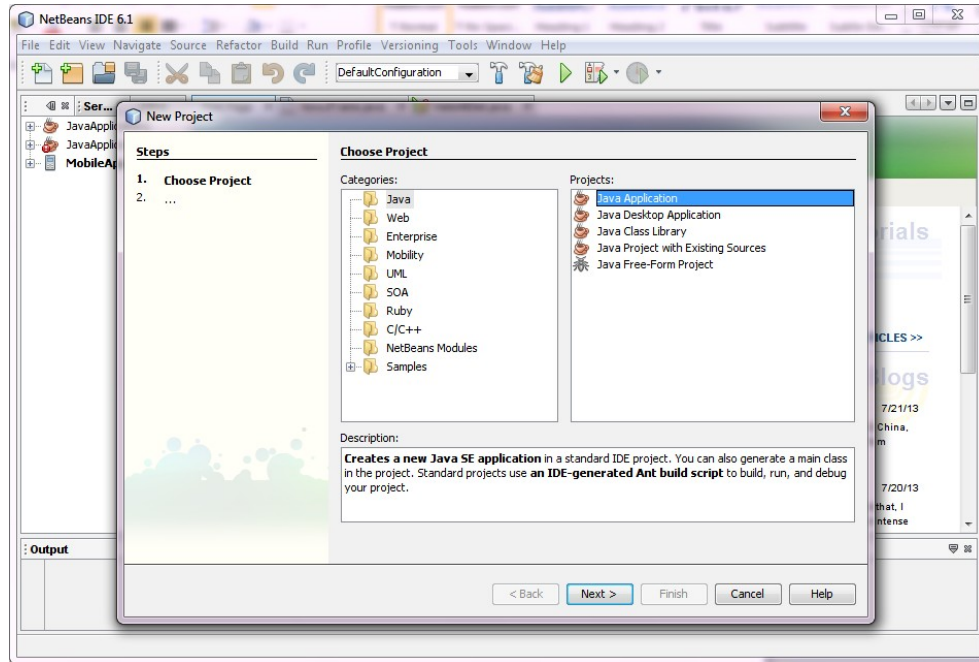 NetBeans IDE 6.1
File Edit View Navigate Source Refactor Build Run Profile Versioning Tools Window Help
DefaultConfiguration
Ser...
New Project
JavaApplic
JavaApplic
MobileAp
Steps
1. Choose Project
2. ...
Choose Project
Categories:
Java
Web
Enterprise
Mobility
UML
SOA
Ruby
C/C++
NetBeans Modules
Samples
Projects:
Java Application
Java Desktop Application
Java Class Library
Java Project with Existing Sources
Java Free-Form Project
Description:
Creates a new Java SE application in a standard IDE project. You can also generate a main class
in the project. Standard projects use an IDE-generated Ant build script to build, run, and debug
your project.
rials
ICLES >>
logs
7/21/13
China,
m
7/20/13
that, I
ntense
Output
< Back Next > Finish Cancel Help